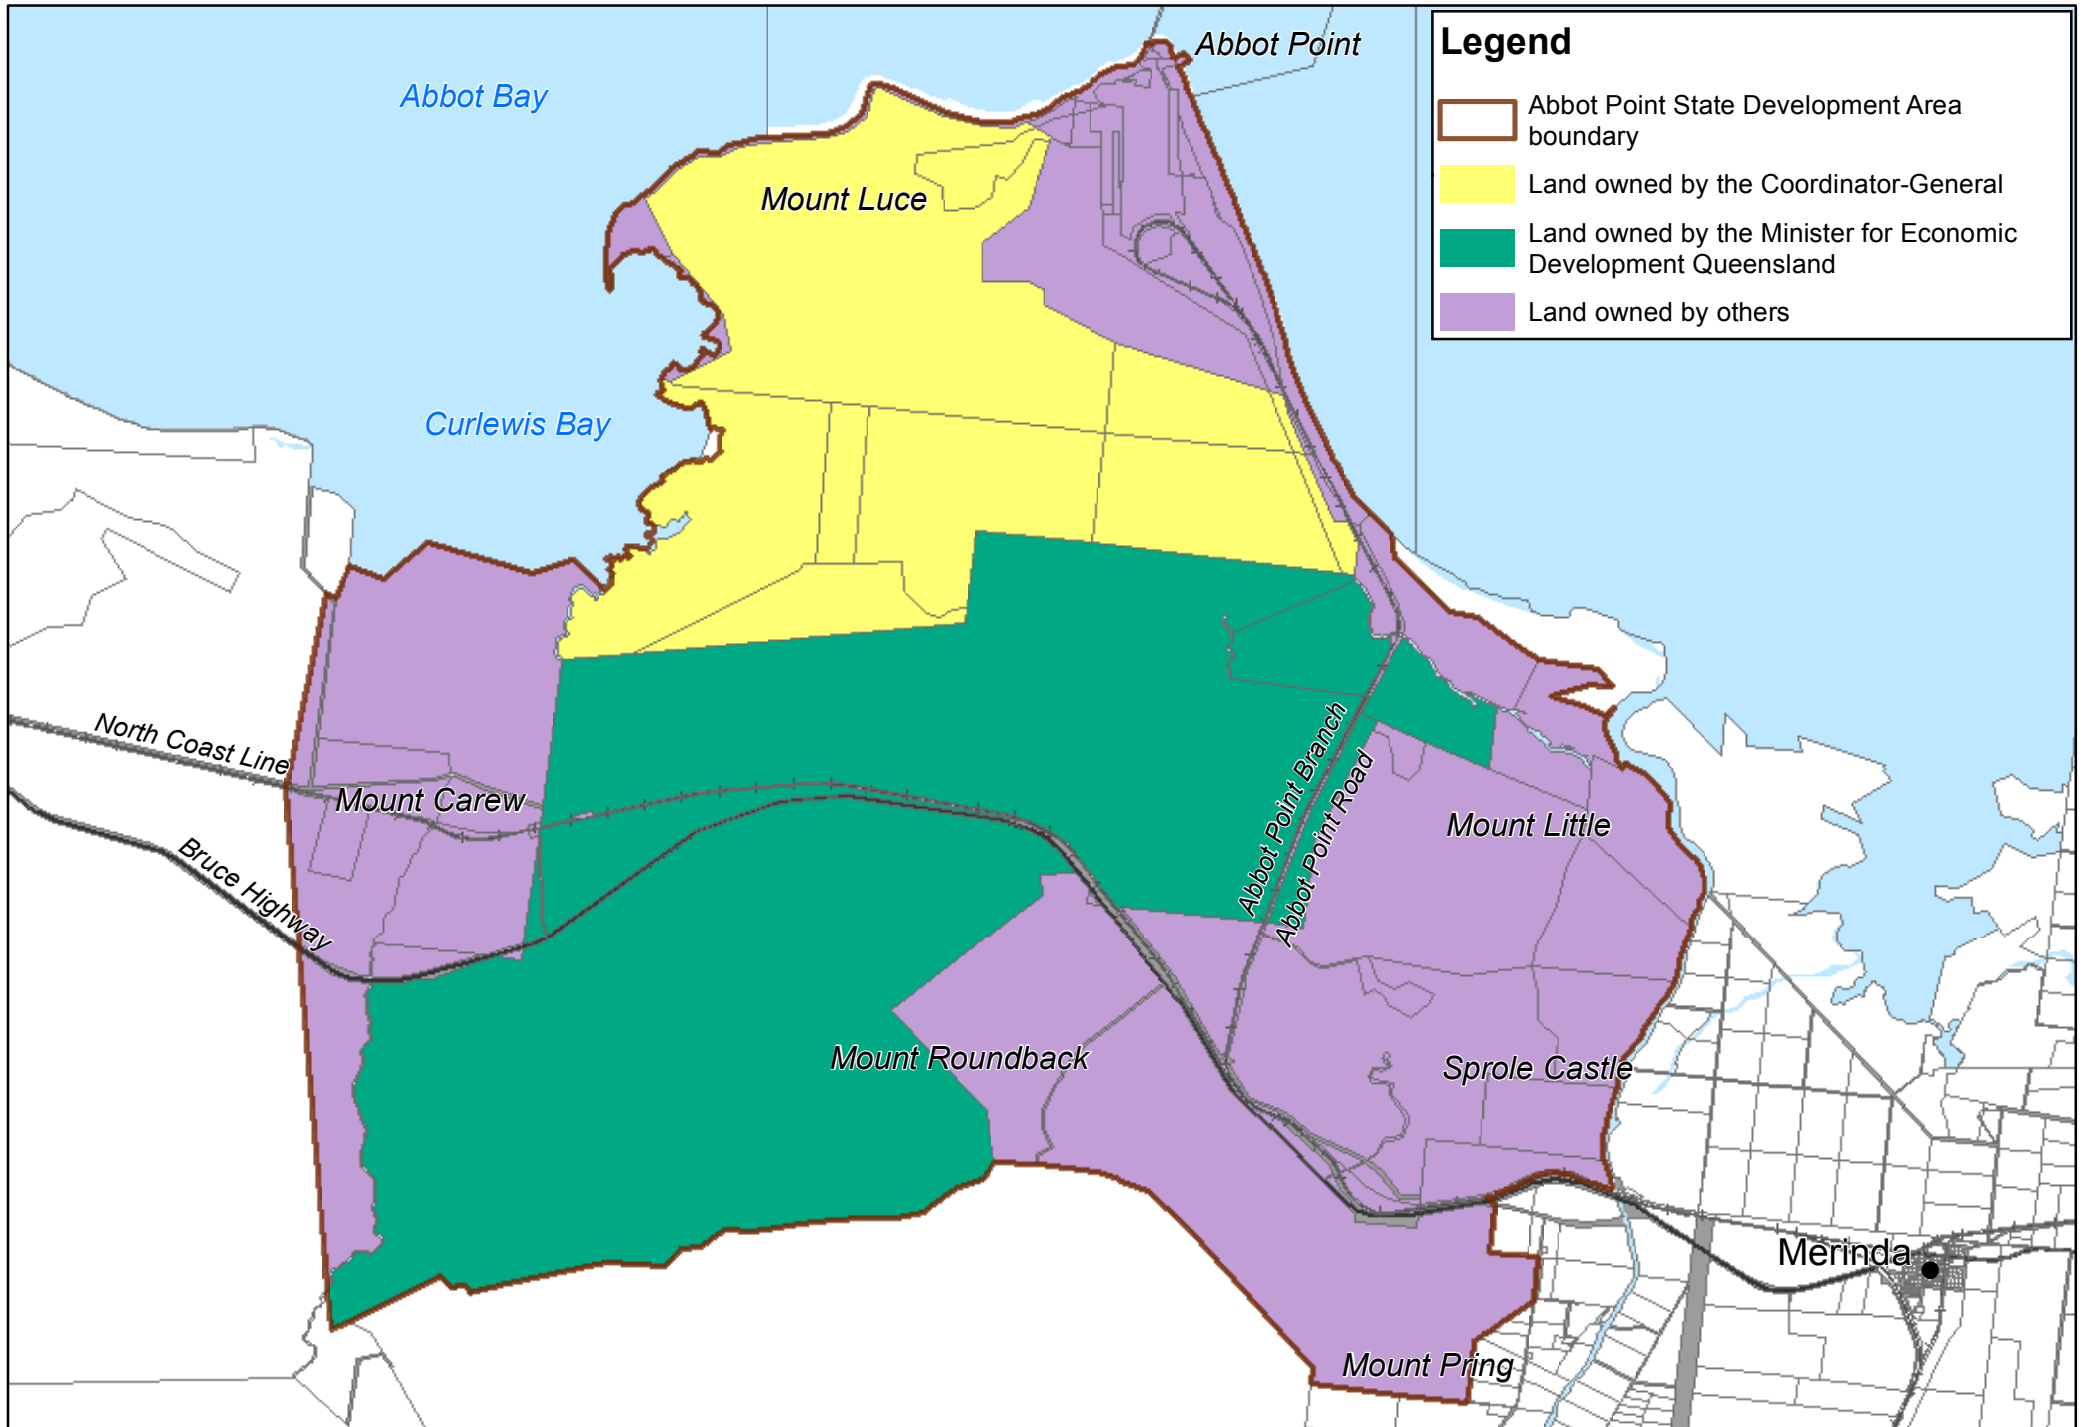 Abbot Point
Abbot Bay
Legend
Abbot Point State Development Area
boundary
Land owned by the Coordinator-General
Land owned by the Minister for Economic
Development Queensland
Land owned by others
Mount Luce
Curlewis Bay
North Coast Line
Mount Carew
Bruce Highway
Abbot Point Branch
Abbot Point Road
Mount Little
Mount Roundback
Sprole Castle
Merinda
Mount Pring